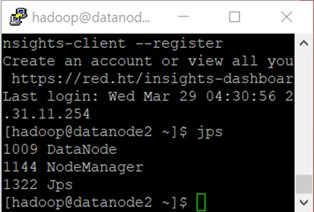 hadoop@datanod...
nsights-client --register
Create an account or view all you
https://red.ht/insights-dashboar
Last login: Wed Mar 29 04:30:56 2
.31.11.254
[hadoop@datanode2 ~]$ jps
1009 DataNode
1144 NodeManager
1322 Jps
[hadoop@datanode2 ~]$